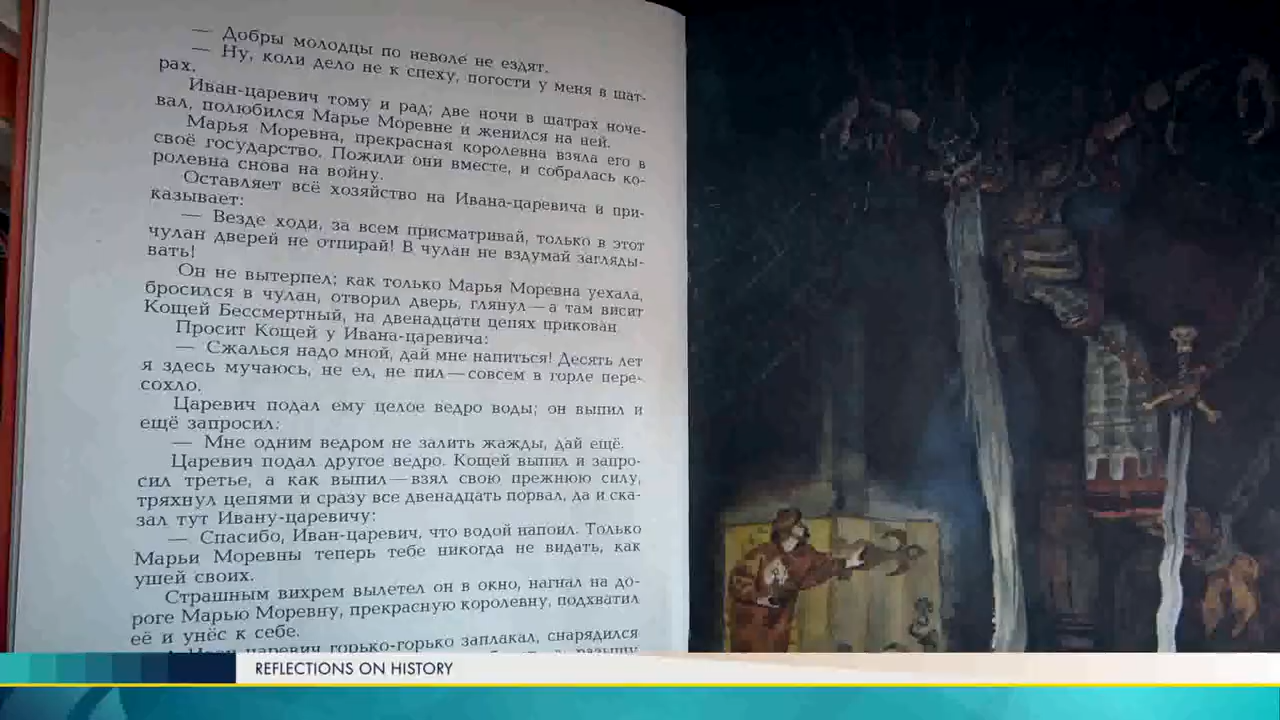 — Добры молодцы по неволе не ездят.
— Ну, коли дело не к спеху, погости у меня в шат-
рах.
Иван-царевич тому и рад; две ночи в шатрах ноче-
вал, полюбился Марье Моревне и женился на ней.
Марья Моревна, прекрасная королевна взяла его в
своё государство. Пожили они вместе, и собралась ко-
ролевна снова на войну.
Оставляет всё хозяйство на Ивана-царевича и при-
казывает:
— Везде ходи, за всем присматривай, только в этот
чулан дверей не отпирай! В чулан не вздумай загляды-
вать!
Он не вытерпел; как только Марья Моревна уехала,
бросился в чулан, отворил дверь, глянул — а там висит
Кощей Бессмертный, на двенадцати цепях прикован.
Просит Кощей у Ивана-царевича:
— Сжалься надо мной, дай мне напиться! Десять лет
я здесь мучаюсь, не ел, не пил — совсем в горле пере-
сохло.
Царевич подал ему целое ведро воды; он выпил и
ещё запросил:
— Мне одним ведром не залить жажды, дай ещё.
Царевич подал другое ведро. Кощей выпил и запро-
сил третье, а как выпил — взял свою прежнюю силу,
тряхнул цепями и сразу все двенадцать порвал, да и ска-
зал тут Ивану-царевичу:
— Спасибо, Иван-царевич, что водой напоил. Только
Марьи Моревны теперь тебе никогда не видать, как
ушей своих.
Страшным вихрем вылетел он в окно, нагнал на до-
роге Марью Моревну, прекрасную королевну, подхватил
её и унёс к себе.
царевич горько-горько заплакал, снарядился
REFLECTIONS ON HISTORY